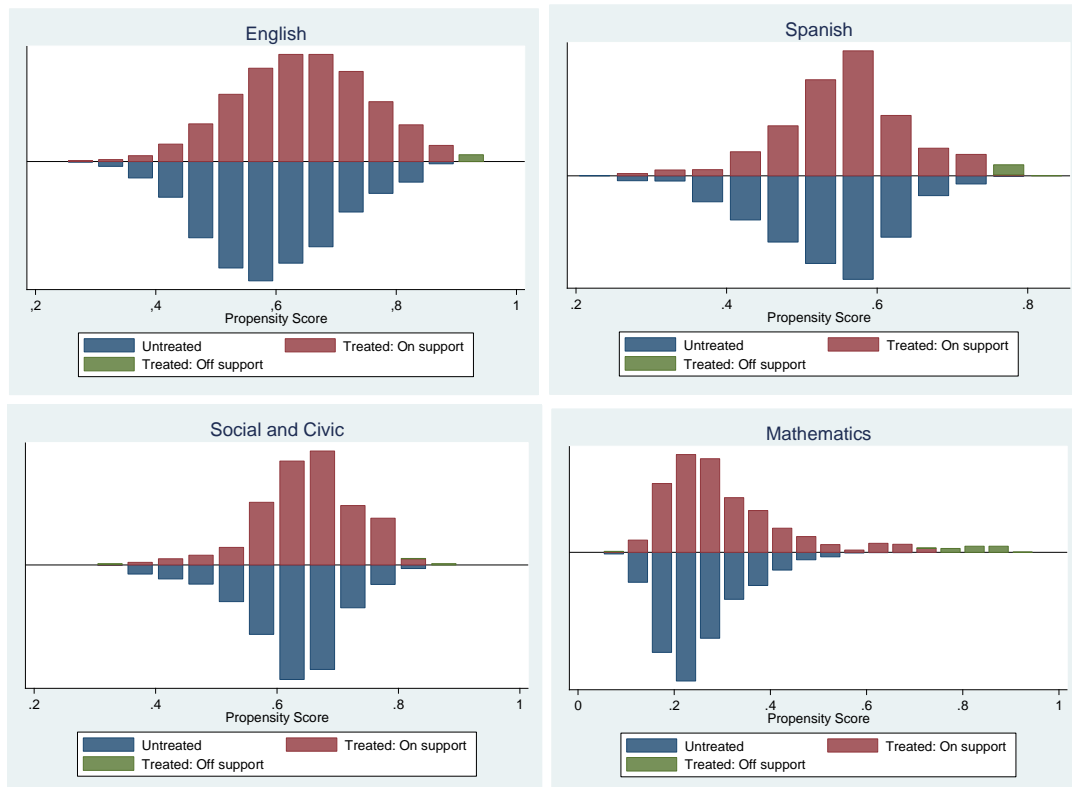 English
,2 ,4 ,6 ,8 1
Propensity Score
Untreated Treated: On support
Treated: Off support
Spanish
.2 .4 .6 .8
Propensity Score
Untreated Treated: On support
Treated: Off support
Social and Civic
.2 .4 .6 .8 1
Propensity Score
Untreated Treated: On support
Treated: Off support
Mathematics
0 .2 .4 .6 .8 1
Propensity Score
Untreated Treated: On support
Treated: Off support